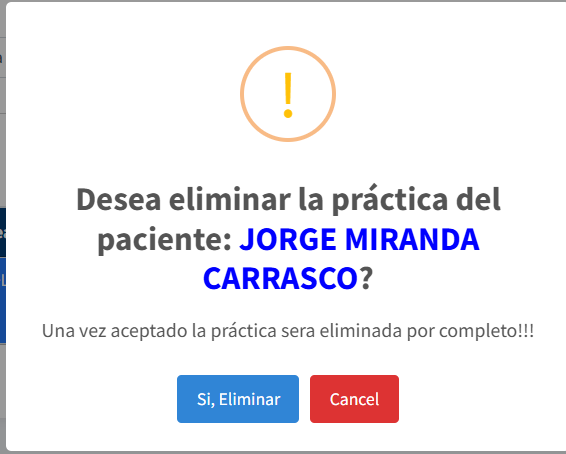 !
Desea eliminar la práctica del
paciente: JORGE MIRANDA
CARRASCO?
Una vez aceptado la práctica sera eliminada por completo!!!
Si, Eliminar
Cancel